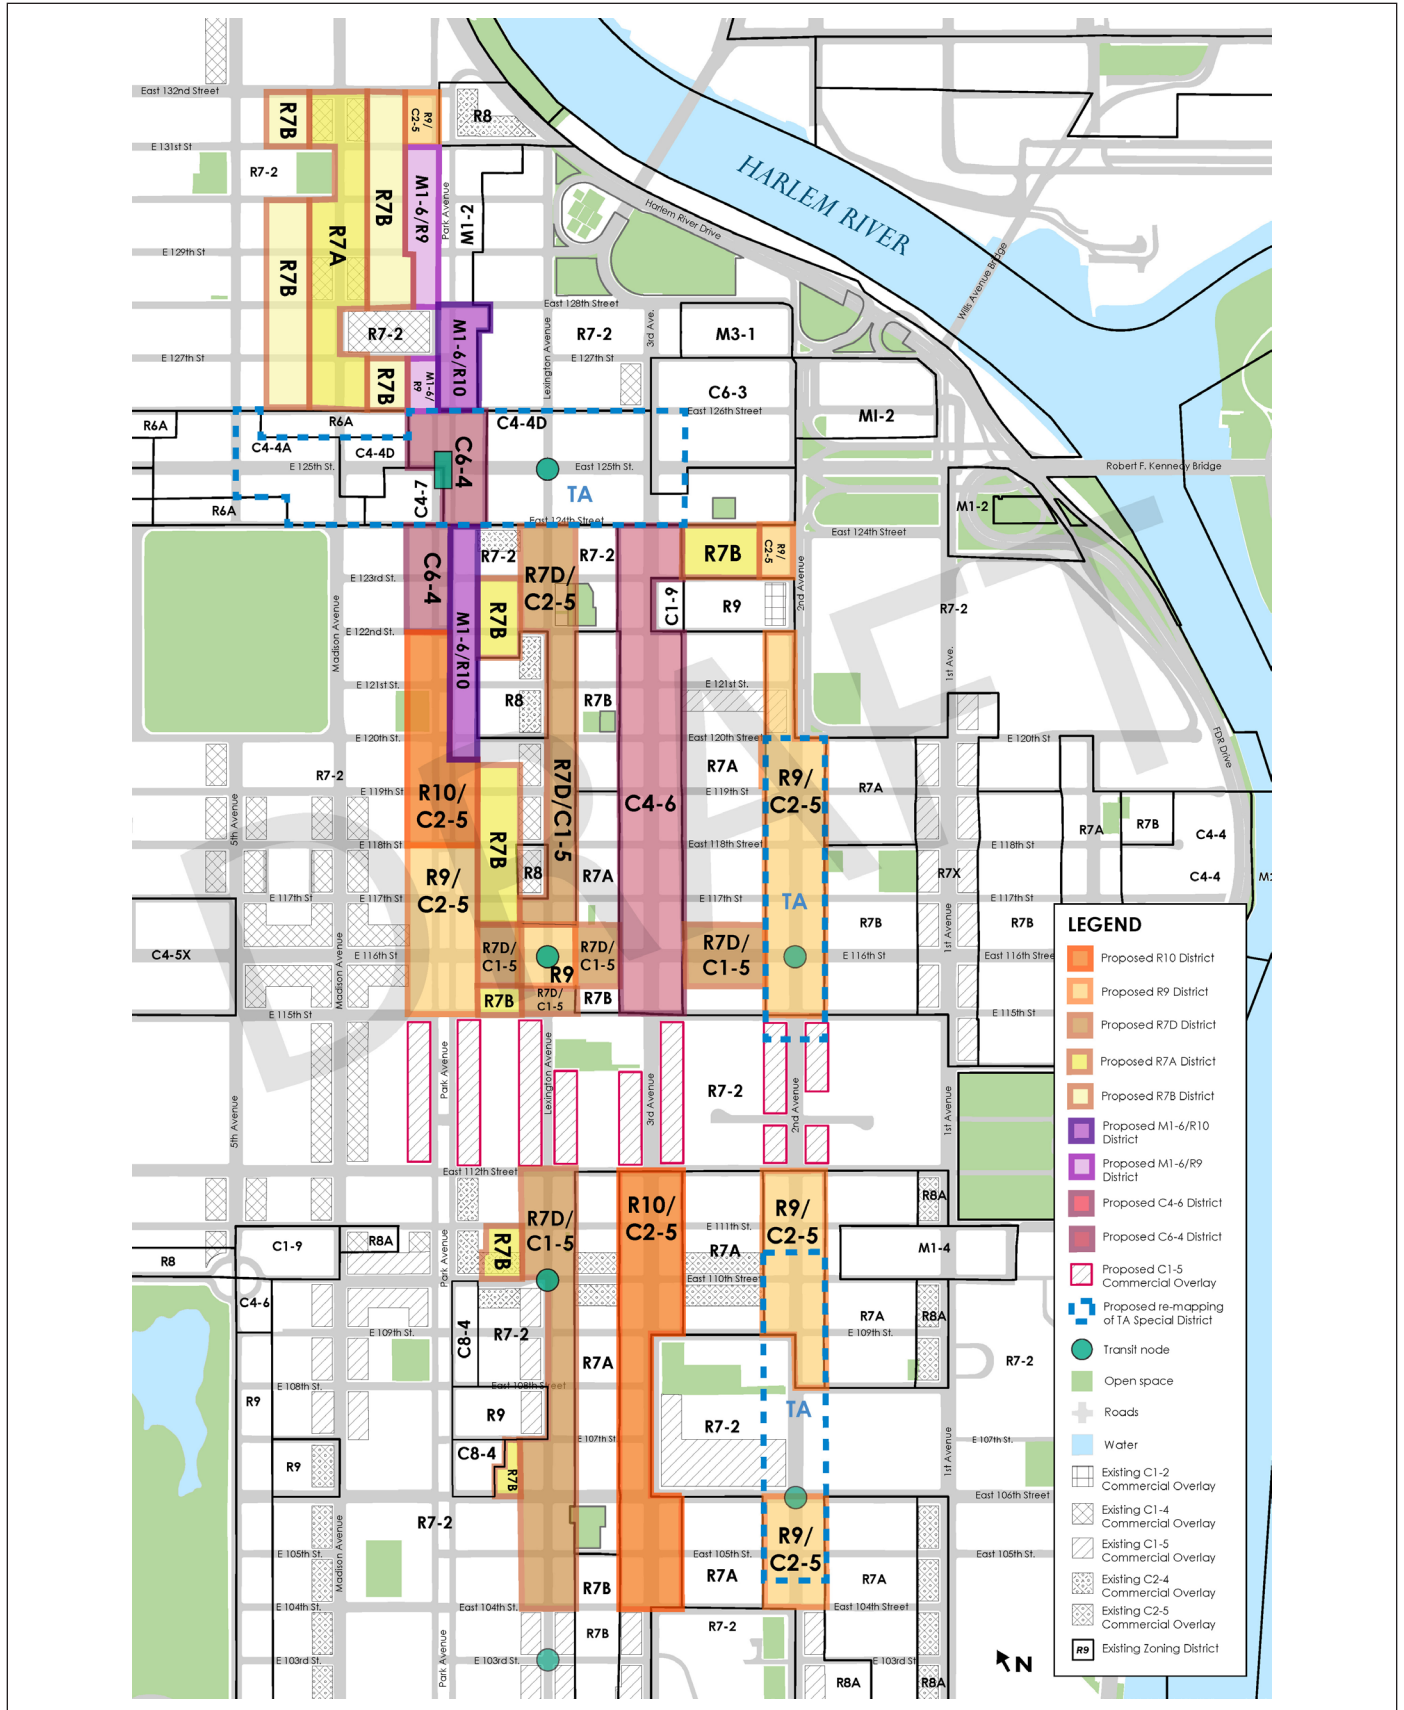 East 132nd Street
R7B
R9/
C2-5
R8
E 131st St
R7-2
HARLEM RIVER
R7B
M1-6/R9
Park Avenue
M1-2
Harlem River Drive
R7A
R7B
E 129th St
Willis Avenue Bridge
East 128th Street
R7-2
M1-6/R10
Lexington Avenue
R7-2
3rd Ave.
M3-1
E 127th St
E 127th St
R7B
M1-6/
R9
C6-3
East 126th Street
MI-2
R6A
R6A
C4-4D
C4-4A
C4-4D
C6-4
E 125th St.
East 125th St.
Robert F. Kennedy Bridge
C4-7
TA
R6A
M1-2
East 124th Street
East 124th Street
C6-4
R7-2
R7D/
C2-5
R7-2
R7B
R9/
C2-5
E 123rd St.
2nd Avenue
Madison Avenue
M1-6/R10
R7B
C1-9
R9
R7-2
E 122nd St.
1st Ave.
E 121st St.
E 121st St.
R8
R7B
DRAFT
E 120th St.
East 120th Street
E 120th St
FDR Drive
R7-2
R7D/C1-5
R7A
R9/
C2-5
R10/
C2-5
E 119th St
E 119th St
R7A
C4-6
5th Avenue
R7B
R7A
R7B
C4-4
E 118th St
East 118th Street
E 118th St
R9/
C2-5
R8
R7A
R7X
C4-4
E 117th St
E 117th St
E 117th St
E 117th St
TA
R7B
1st Avenue
R7B
C4-5X
Madison Avenue
E 116th St
R7D/
C1-5
R9
R7D/
C1-5
R7D/
C1-5
E 116th St
East 116th Stree
R7B
R7D/
C1-5
R7B
E 115th St
E 115th St
E 115th St
5th Avenue
Park Avenue
Lexington Avenue
3rd Avenue
R7-2
2nd Avenue
1st Avenue
East 112th Street
R7D/
C1-5
R10/
C2-5
R9/
C2-5
R8A
E 111th St
R7A
R8
C1-9
R8A
Park Avenue
R7B
M1-4
East 110th Street
C4-6
C8-4
R7-2
R7A
R8A
E 109th St.
E 109th St.
R7A
R7-2
E 108th St.
East 108th Street
R9
R9
TA
R7-2
E 107th St.
E 107th St.
C8-4
1st Avenue
R9
R7B
East 106th Street
R7-2
Madison Avenue
R9/
C2-5
E 105th St.
East 105th St.
East 105th St.
R7B
R7A
R7A
E 104th St.
East 104th St.
East 104th Street
R7B
R7-2
Park Avenue
E 103rd St.
E 103rd St.
E 103rd St
R8A
R8A
N
LEGEND
Proposed R10 District
Proposed R9 District
Proposed R7D District
Proposed R7A District
Proposed R7B District
Proposed M1-6/R10
District
Proposed M1-6/R9
District
Proposed C4-6 District
Proposed C6-4 District
Proposed C1-5
Commercial Overlay
Proposed re-mapping
of TA Special District
Transit node
Open space
Roads
Water
Existing C1-2
Commercial Overlay
Existing C1-4
Commercial Overlay
Existing C1-5
Commercial Overlay
Existing C2-4
Commercial Overlay
Existing C2-5
Commercial Overlay
R9
Existing Zoning District